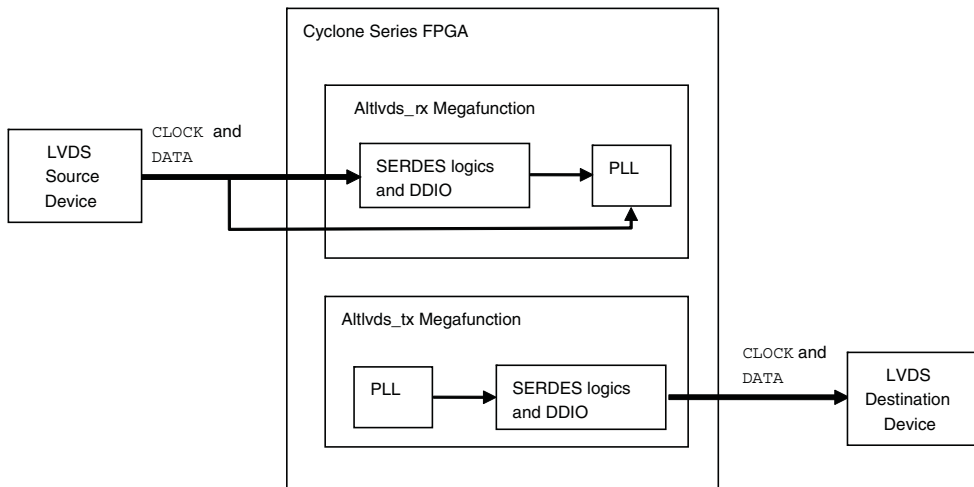 Cyclone Series FPGA
Altlvds_rx Megafunction
CLOCK and
DATA
LVDS
Source
Device
SERDES logics
and DDIO
PLL
Altlvds_tx Megafunction
PLL
SERDES logics
and DDIO
CLOCK and
DATA
LVDS
Destination
Device